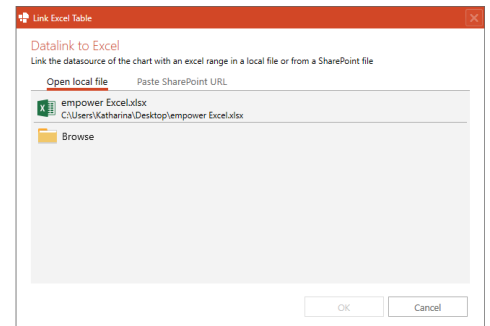 Link Excel Table
Datalink to Excel
Link the datasource of the chart with an excel range in a local file or from a SharePoint file
Open local file Paste SharePoint URL
empower Excel.xlsx
C:\Users\Katharina\Desktop\empower Excel.xlsx
Browse
OK Cancel